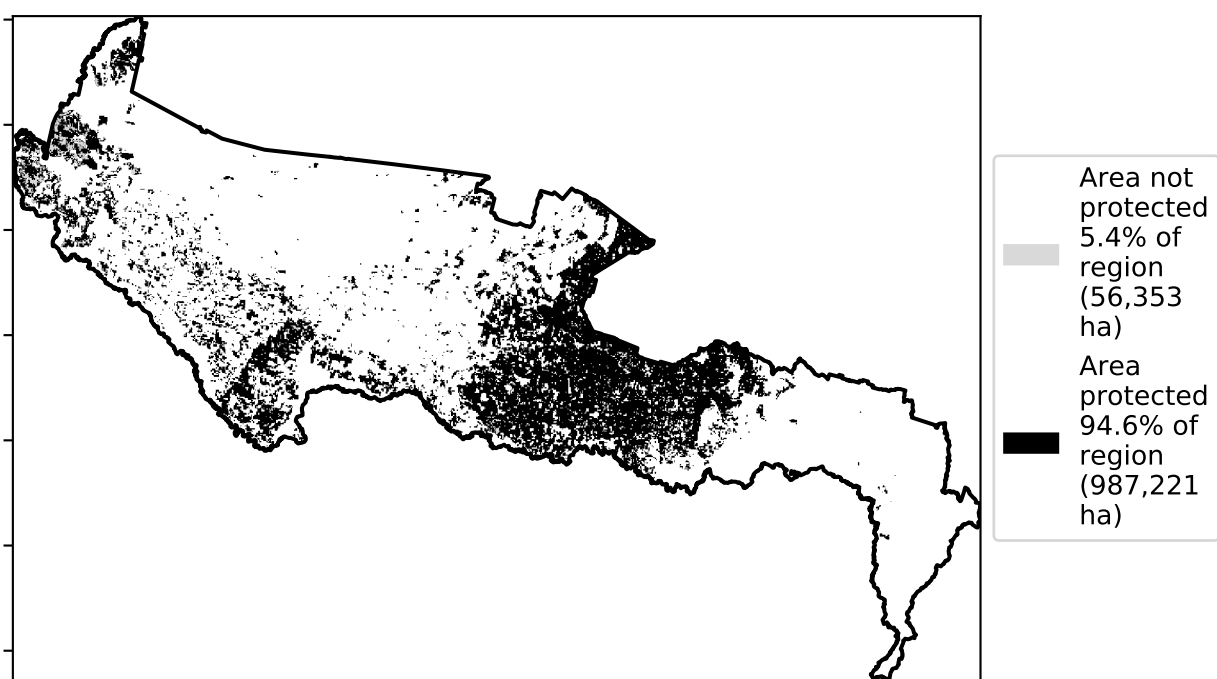 Area not
protected
5.4% of
region
(56,353
ha)
Area
protected
94.6% of
region
(987,221
ha)